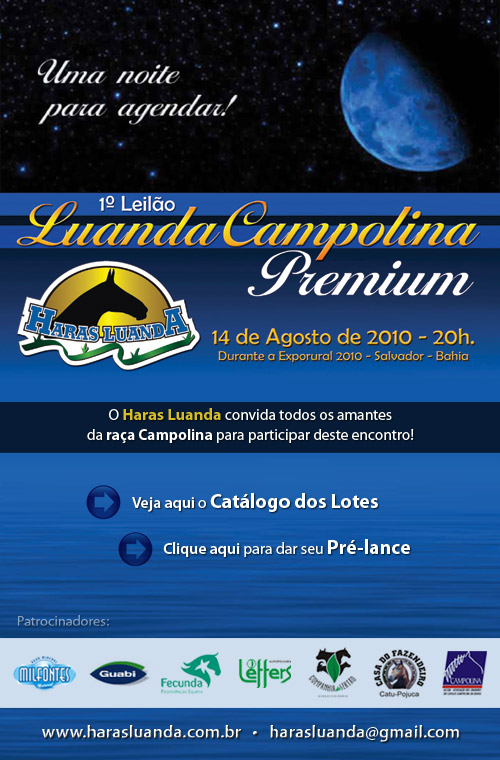 Uma noite
para agendar!
1º Leilão
Luanda Campolina
Premium
HARAS LUANDA
14 de Agosto de 2010 - 20h.
Durante a Exporural 2010 - Salvador - Bahia
O Haras Luanda convida todos os amantes
da raça Campolina para participar deste encontro!
Veja aqui o Catálogo dos Lotes
Clique aqui para dar seu Pré-lance
Patrocinadores:
MILFONTES
Guabi
Fecunda
Léffers
CASA DO FAZENDEIRO
Catu-Pojuca
CAMPOLINA
www.harasluanda.com.br • harasluanda@gmail.com